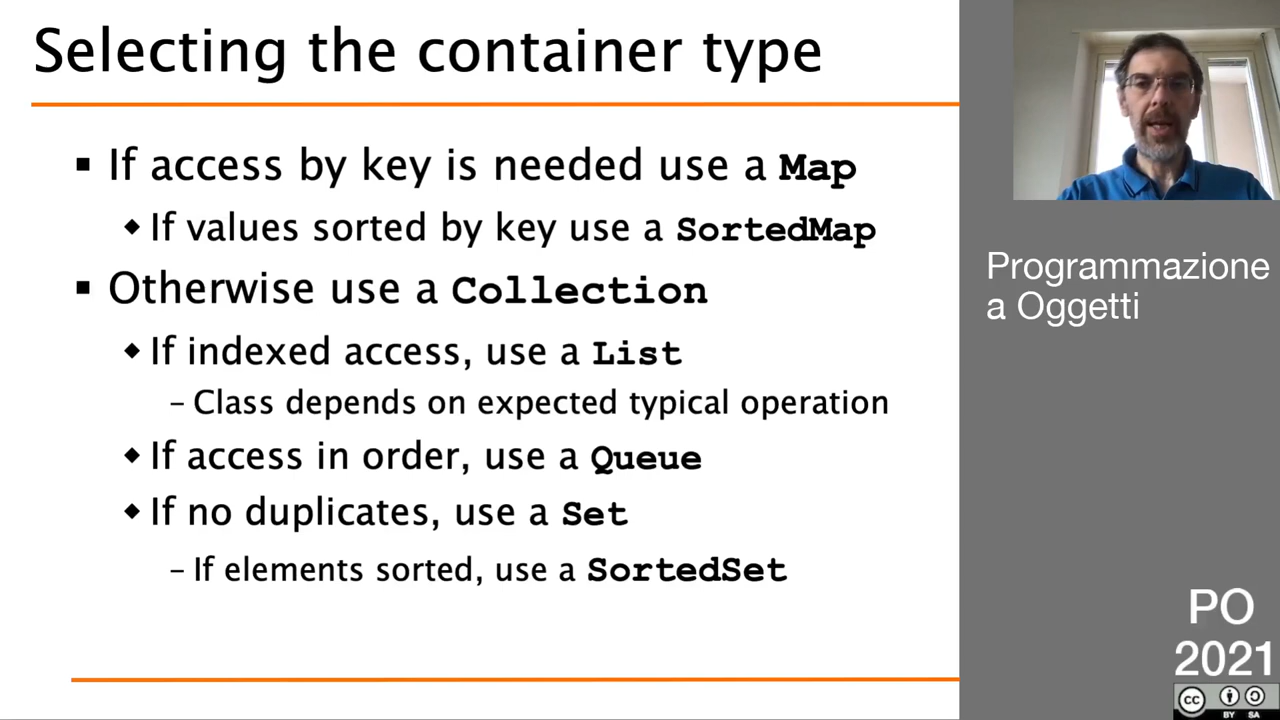 Selecting the container type
▪ If access by key is needed use a Map
◆ If values sorted by key use a SortedMap
▪ Otherwise use a Collection
◆ If indexed access, use a List
– Class depends on expected typical operation
◆ If access in order, use a Queue
◆ If no duplicates, use a Set
– If elements sorted, use a SortedSet
Programmazione
a Oggetti
PO
2021
cc
BY SA